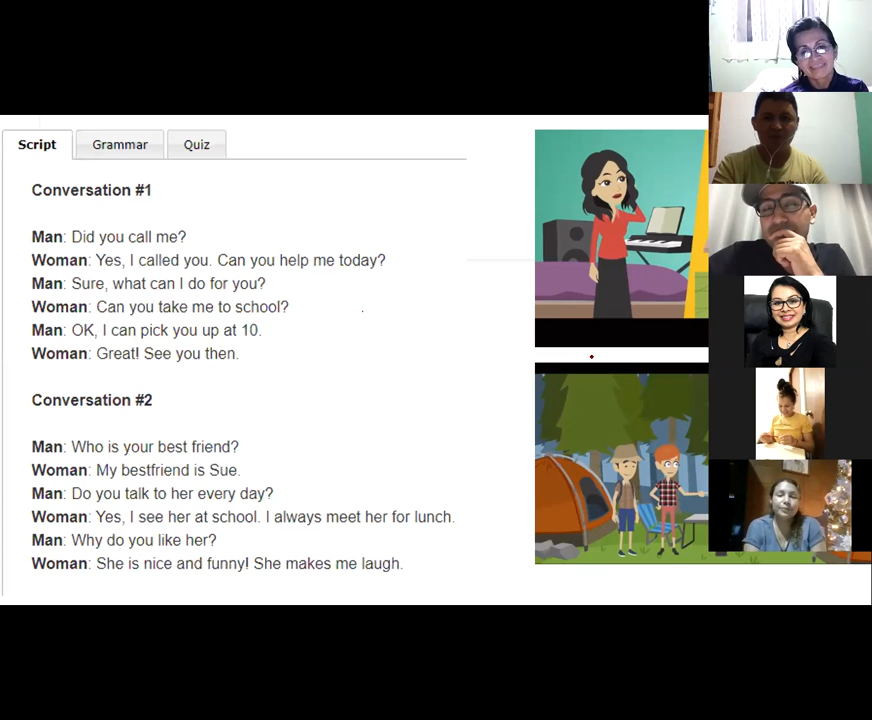 Script
Grammar
Quiz
Conversation #1
Man: Did you call me?
Woman: Yes, I called you. Can you help me today?
Man: Sure, what can I do for you?
Woman: Can you take me to school?
Man: OK, I can pick you up at 10.
Woman: Great! See you then.
Conversation #2
Man: Who is your best friend?
Woman: My bestfriend is Sue.
Man: Do you talk to her every day?
Woman: Yes, I see her at school. I always meet her for lunch.
Man: Why do you like her?
Woman: She is nice and funny! She makes me laugh.